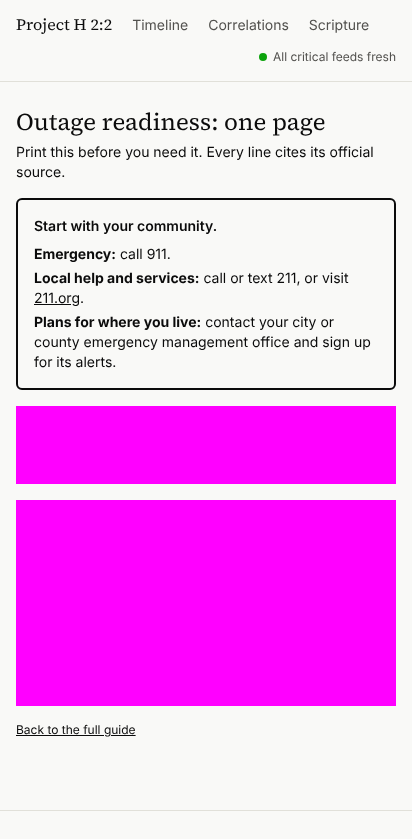 Project H 2:2 Timeline Correlations Scripture
All critical feeds fresh
Outage readiness: one page
Print this before you need it. Every line cites its official
source.
Start with your community.
Emergency: call 911.
Local help and services: call or text 211, or visit
211.org.
Plans for where you live: contact your city or
county emergency management office and sign up
for its alerts.
Back to the full guide